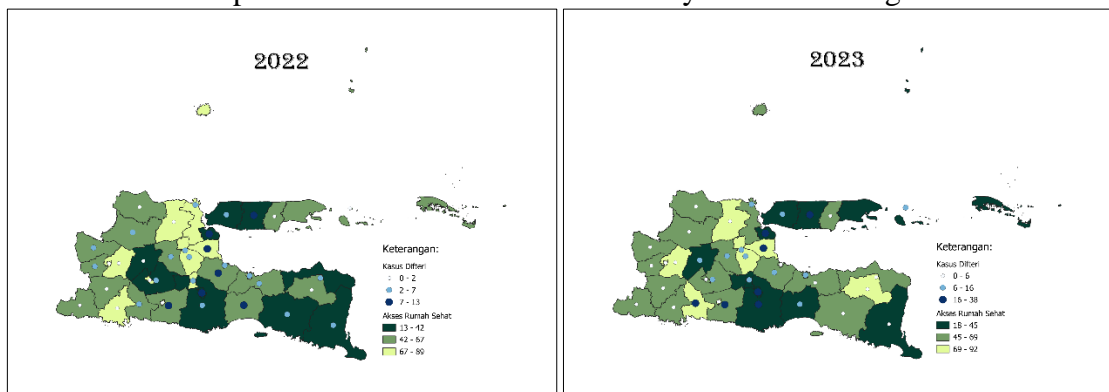 2022
Keterangan:
Kasus Difteri
0 - 2
2 - 7
7 - 13
Akses Rumah Sehat
13 - 42
42 - 67
67 - 89
2023
Keterangan:
Kasus Difteri
0 - 6
6 - 16
16 - 38
Akses Rumah Sehat
18 - 45
45 - 69
69 - 92